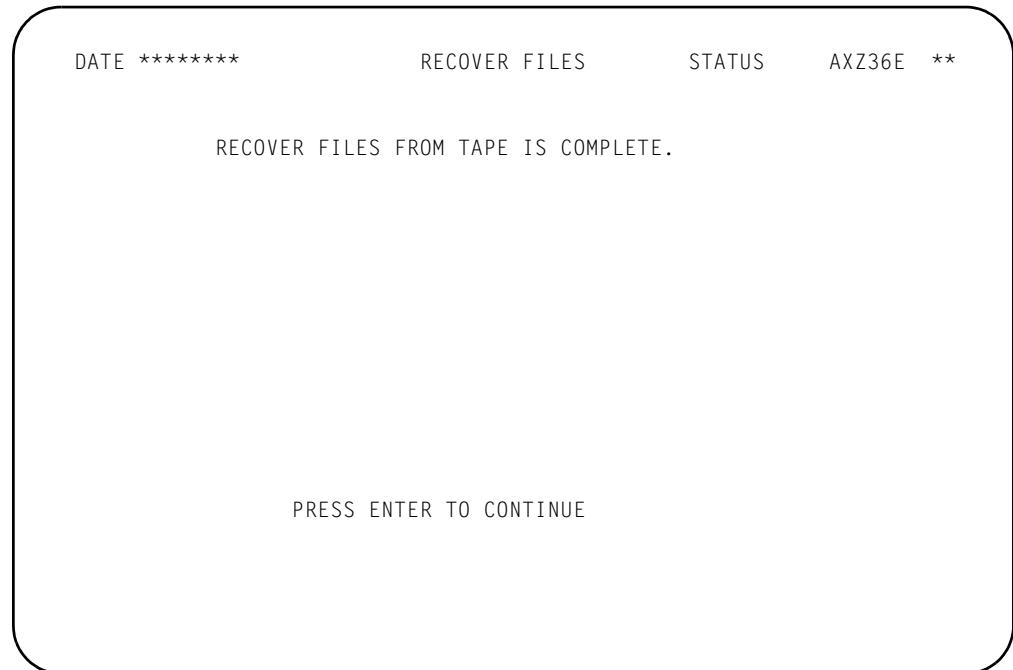 DATE ******** RECOVER FILES STATUS AXZ36E **
RECOVER FILES FROM TAPE IS COMPLETE.
PRESS ENTER TO CONTINUE